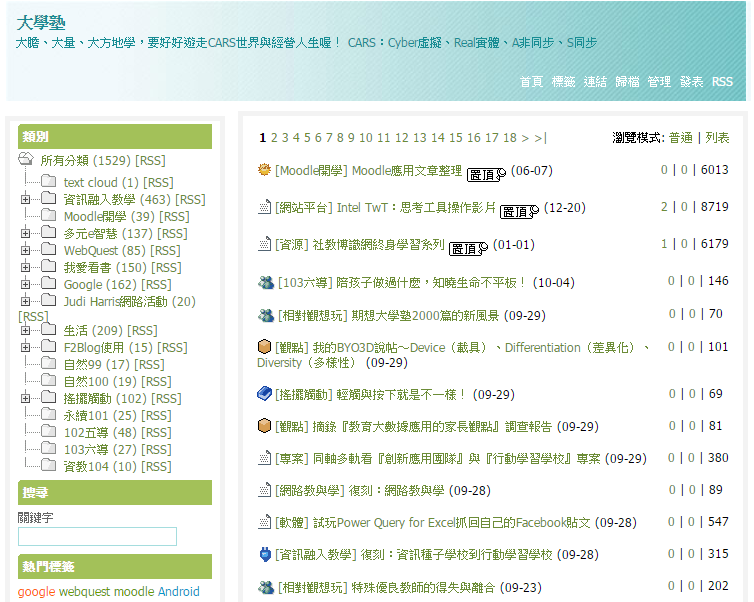 大學塾
大膽、大量、大方地學，要好好遊走CARS世界與經營人生喔！ CARS：Cyber虛擬、Real實體、A非同步、S同步
首頁 標籤 連結 歸檔 管理 發表 RSS
類別
所有分類 (1529) [RSS]
text cloud (1) [RSS]
資訊融入教學 (463) [RSS]
Moodle開學 (39) [RSS]
多元e智慧 (137) [RSS]
WebQuest (85) [RSS]
我愛看書 (150) [RSS]
Google (162) [RSS]
Judi Harris網路活動 (20)
[RSS]
生活 (209) [RSS]
F2Blog使用 (15) [RSS]
自然99 (17) [RSS]
自然100 (19) [RSS]
搖擺觸動 (102) [RSS]
永續101 (25) [RSS]
102五導 (48) [RSS]
103六導 (27) [RSS]
資教104 (10) [RSS]
搜尋
關鍵字
熱門標籤
google webquest moodle Android
1 2 3 4 5 6 7 8 9 10 11 12 13 14 15 16 17 18 > >| 瀏覽模式: 普通 | 列表
[Moodle開學] Moodle應用文章整理 置頂 (06-07) 0 | 0 | 6013
[網站平台] Intel TwT：思考工具操作影片 置頂 (12-20) 2 | 0 | 8719
[資源] 社教博識網終身學習系列 置頂 (01-01) 1 | 0 | 6179
[103六導] 陪孩子做過什麼，知曉生命不平板！ (10-04) 0 | 0 | 146
[相對觀想玩] 期想大學塾2000篇的新風景 (09-29) 0 | 0 | 70
[觀點] 我的BYO3D說帖～Device（載具）、Differentiation（差異化）、 0 | 0 | 101
Diversity（多樣性） (09-29)
[搖擺觸動] 輕觸與按下就是不一樣！ (09-29) 0 | 0 | 69
[觀點] 摘錄『教育大數據應用的家長觀點』調查報告 (09-29) 0 | 0 | 81
[專案] 同軸多軌看『創新應用團隊』與『行動學習學校』專案 (09-29) 0 | 0 | 380
[網路教與學] 復刻：網路教與學 (09-28) 0 | 0 | 89
[軟體] 試玩Power Query for Excel抓回自己的Facebook貼文 (09-28) 0 | 0 | 547
[資訊融入教學] 復刻：資訊種子學校到行動學習學校 (09-28) 0 | 0 | 315
[相對觀想玩] 特殊優良教師的得失與離合 (09-23) 0 | 0 | 202